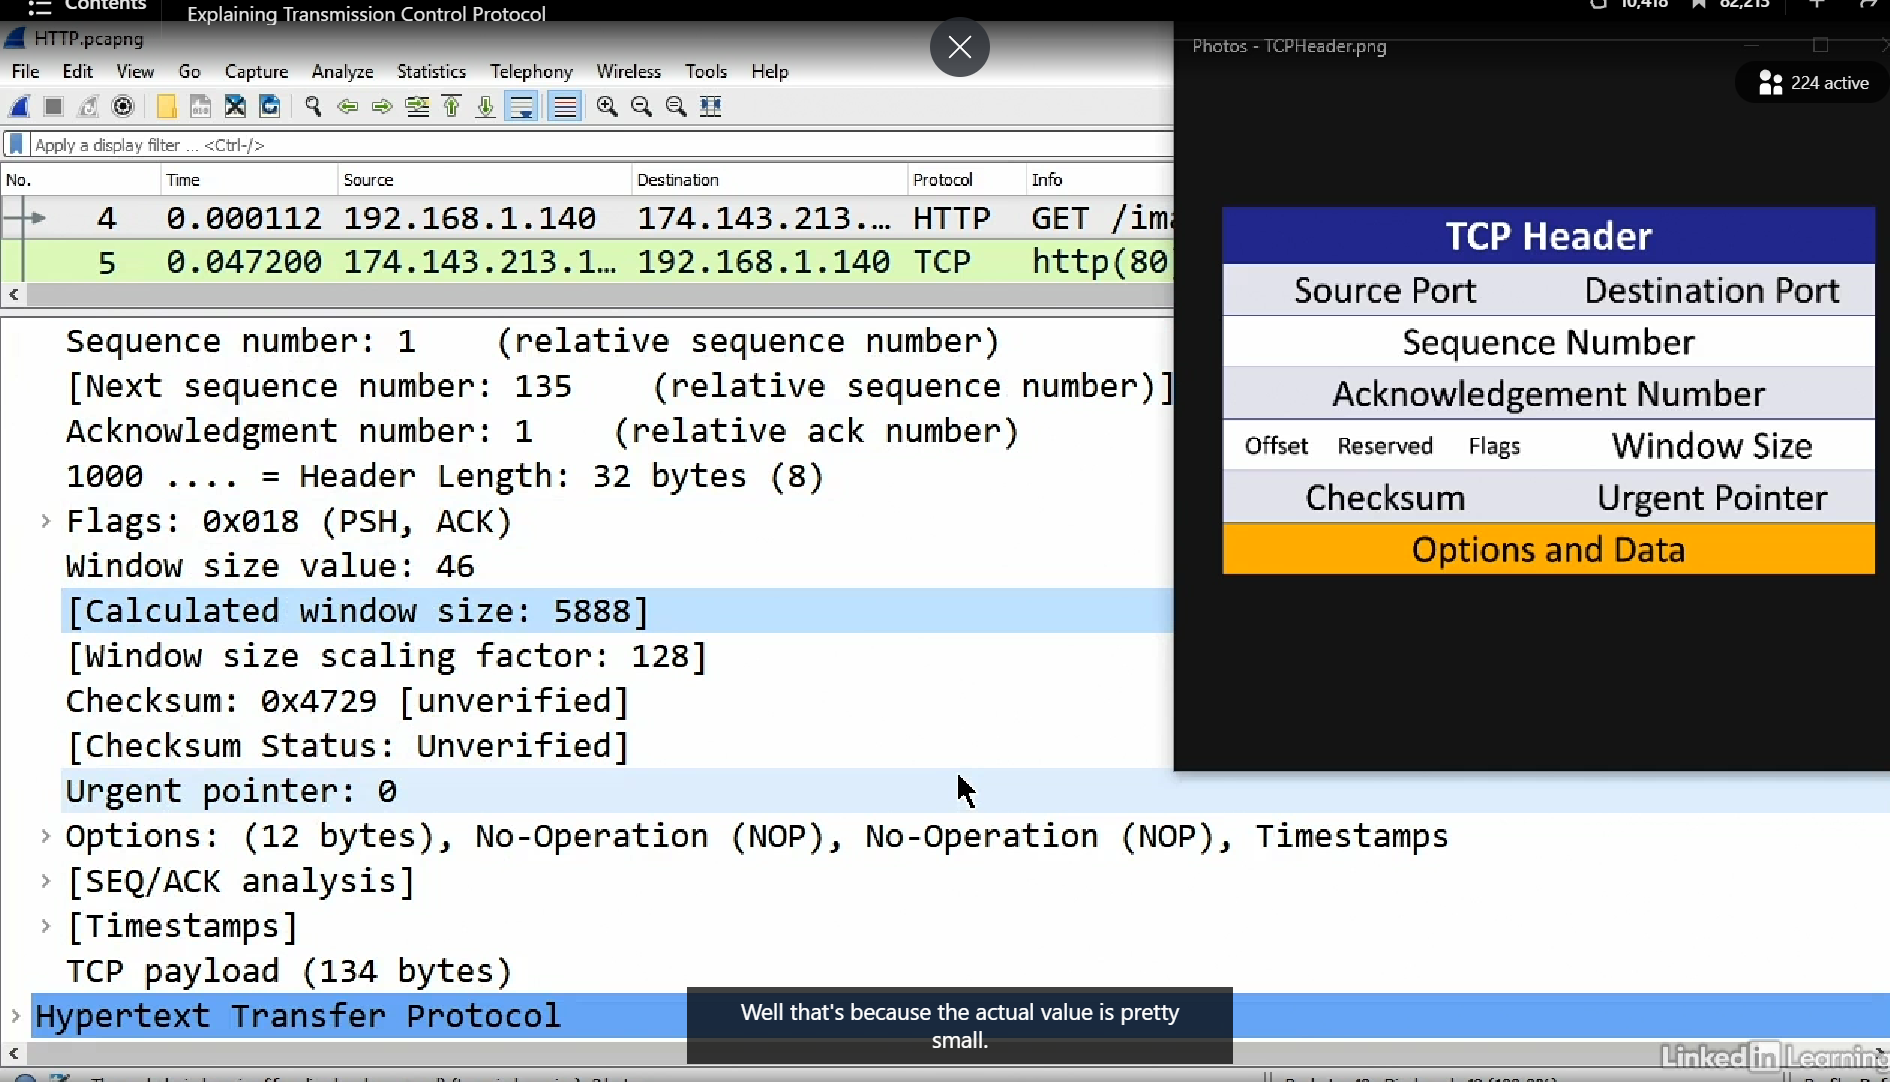 Contents
Explaining Transmission Control Protocol
10,418
82,215
HTTP.pcapng
File Edit View Go Capture Analyze Statistics Telephony Wireless Tools Help
Apply a display filter ... <Ctrl-/>
No. Time Source Destination Protocol Info
4 0.000112 192.168.1.140 174.143.213.… HTTP GET /ima
5 0.047200 174.143.213.1… 192.168.1.140 TCP http(80)
Sequence number: 1 (relative sequence number)
[Next sequence number: 135 (relative sequence number)]
Acknowledgment number: 1 (relative ack number)
1000 .... = Header Length: 32 bytes (8)
Flags: 0x018 (PSH, ACK)
Window size value: 46
[Calculated window size: 5888]
[Window size scaling factor: 128]
Checksum: 0x4729 [unverified]
[Checksum Status: Unverified]
Urgent pointer: 0
Options: (12 bytes), No-Operation (NOP), No-Operation (NOP), Timestamps
[SEQ/ACK analysis]
[Timestamps]
TCP payload (134 bytes)
Hypertext Transfer Protocol
Photos - TCPHeader.png
224 active
TCP Header
Source Port Destination Port
Sequence Number
Acknowledgement Number
Offset Reserved Flags Window Size
Checksum Urgent Pointer
Options and Data
Well that's because the actual value is pretty
small.
Linked in Learning